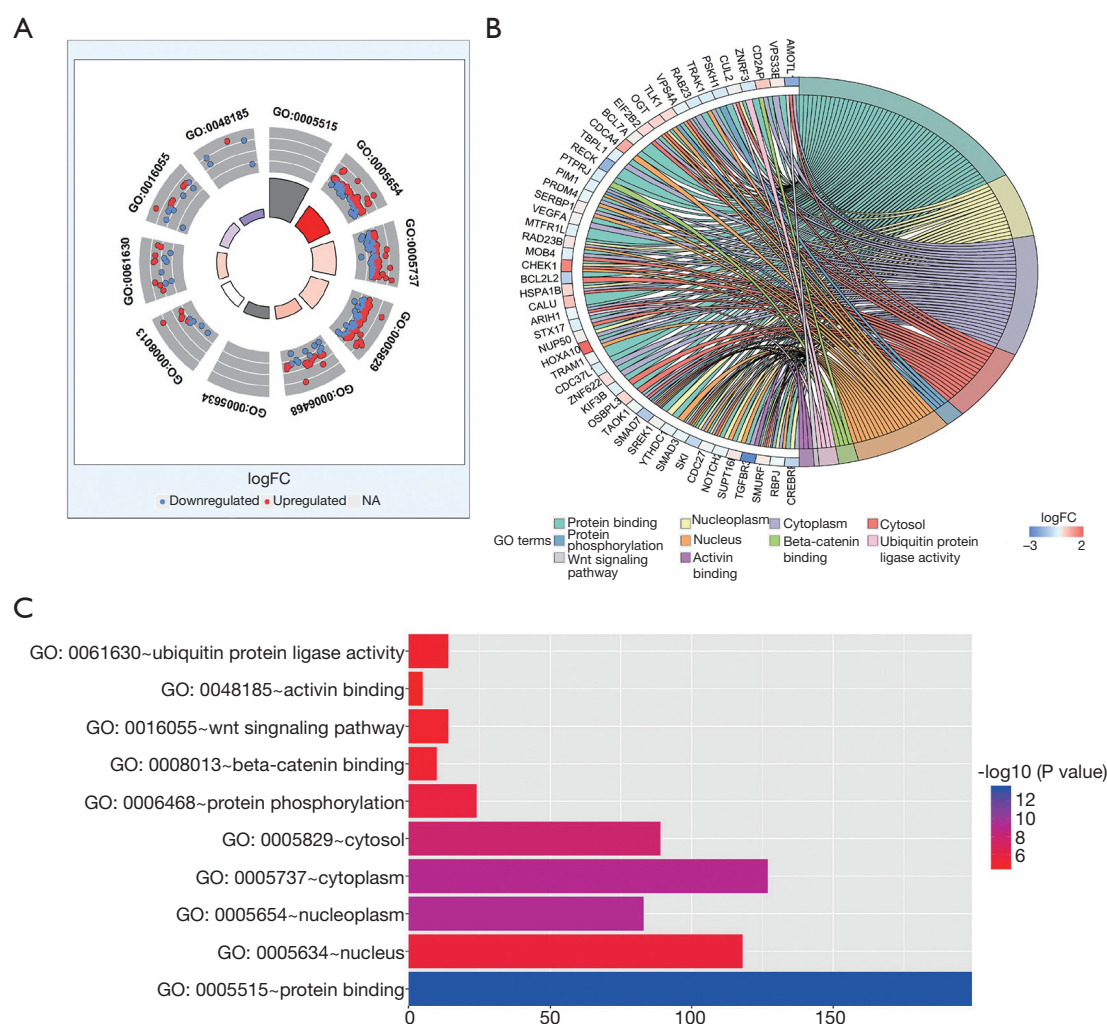 A
GO:0005515
GO:0005654
GO:0005737
GO:0005829
GO:0006468
GO:0005634
GO:0008013
GO:0061630
GO:0016055
GO:0048185
logFC
Downregulated Upregulated NA
B
AMOTL
VPS33B
CD2AP
ZNRF3
CUL2
PSKH1
TRAK1
RAB23
VPS4A
TLK1
OGT
EIF2B2
BCL7A
CDCA4
TBPL1
RECK
PTPRJ
PIM1
PRDM4
SERBP1
VEGFA
MTFR1L
RAD23B
MOB4
CHEK1
BCL2L2
HSPA1B
CALU
ARIH1
STX17
NUP50
HOXA10
TRAM1
CDC37L
ZNF622
KIF3B
OSBPL3
TAOK1
SMAD7
SREK1
YTHDC1
SMAD3
SKI
CDC27
NOTCH2
SUPT16
TGFBR3
SMURF
RBPJ
CREBRF
GO terms
Protein binding
Nucleoplasm
Cytoplasm
Cytosol
Protein
phosphorylation
Nucleus
Beta-catenin
binding
Ubiquitin protein
ligase activity
Wnt signaling
pathway
Activin
binding
logFC
−3 2
C
GO: 0061630~ubiquitin protein ligase activity
GO: 0048185~activin binding
GO: 0016055~wnt singnaling pathway
GO: 0008013~beta-catenin binding
GO: 0006468~protein phosphorylation
GO: 0005829~cytosol
GO: 0005737~cytoplasm
GO: 0005654~nucleoplasm
GO: 0005634~nucleus
GO: 0005515~protein binding
0 50 100 150
-log10 (P value)
12
10
8
6